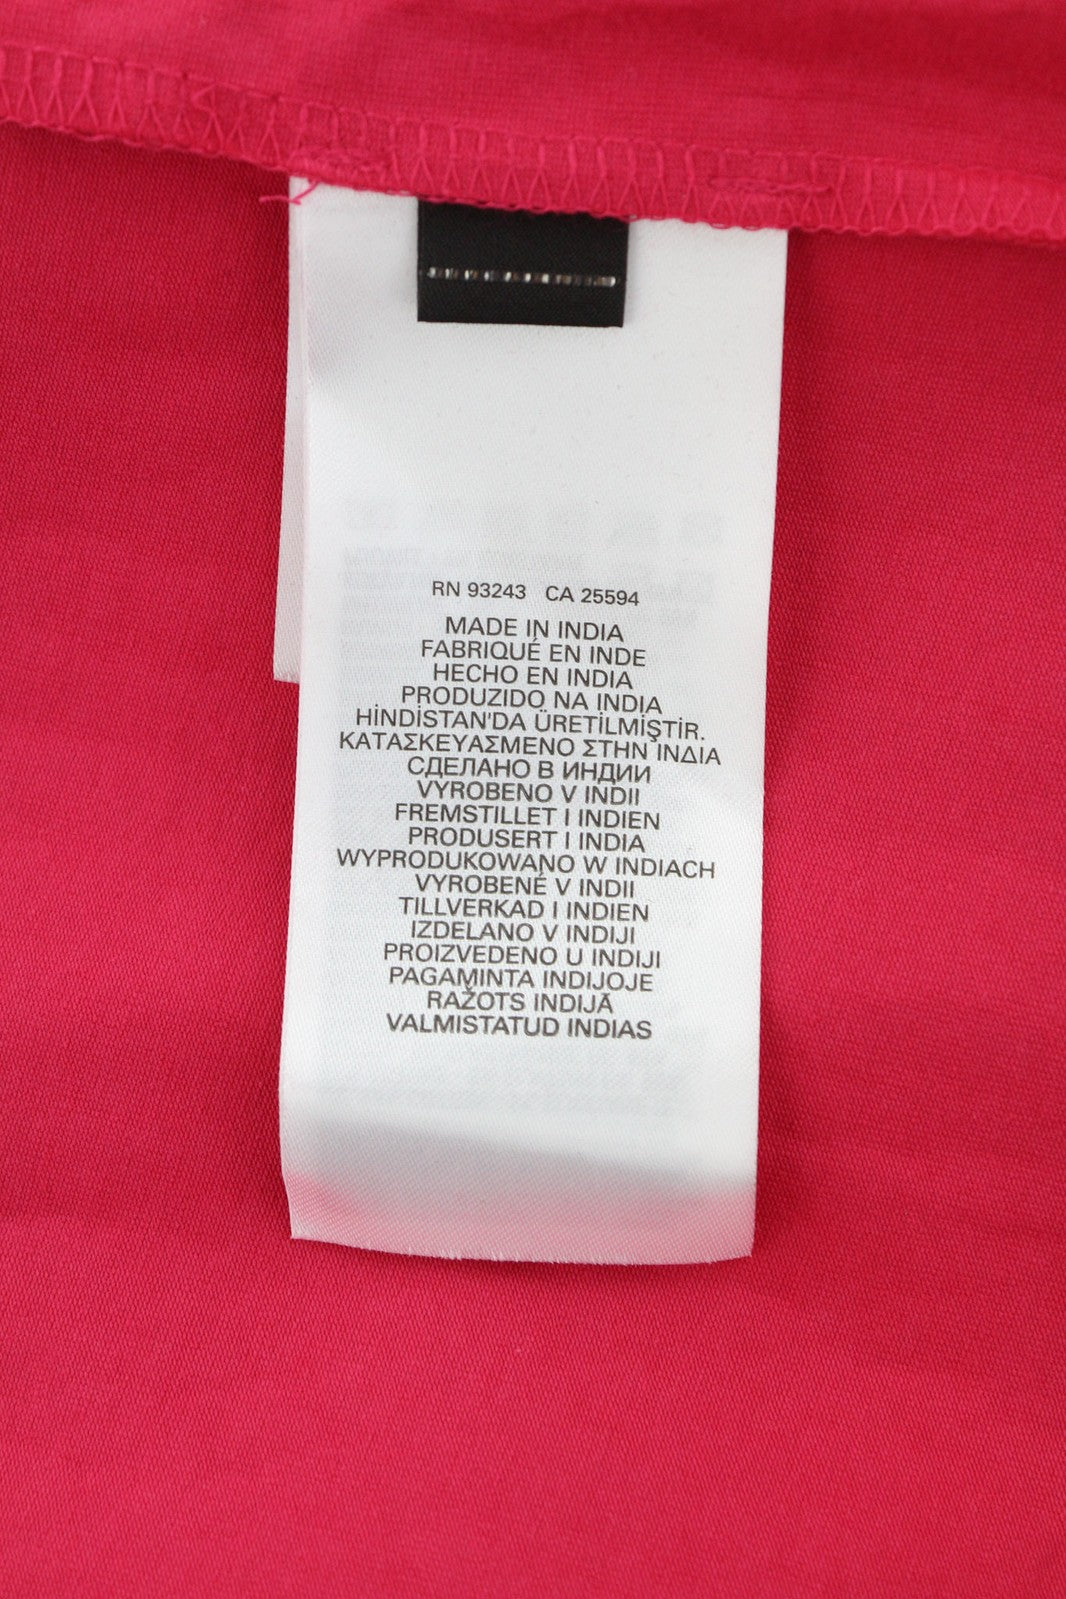 RN 93243 CA 25594
MADE IN INDIA
FABRIQUÉ EN INDE
HECHO EN INDIA
PRODUZIDO NA INDIA
HİNDİSTAN'DA ÜRETİLMİŞTİR.
ΚΑΤΑΣΚΕΥΑΣΜΕΝΟ ΣΤΗΝ ΙΝΔΙΑ
СДЕЛАНО В ИНДИИ
VYROBENO V INDII
FREMSTILLET I INDIEN
PRODUSERT I INDIA
WYPRODUKOWANO W INDIACH
VYROBENÉ V INDII
TILLVERKAD I INDIEN
IZDELANO V INDIJI
PROIZVEDENO U INDIJI
PAGAMINTA INDIJOJE
RAŽOTS INDIJĀ
VALMISTATUD INDIAS